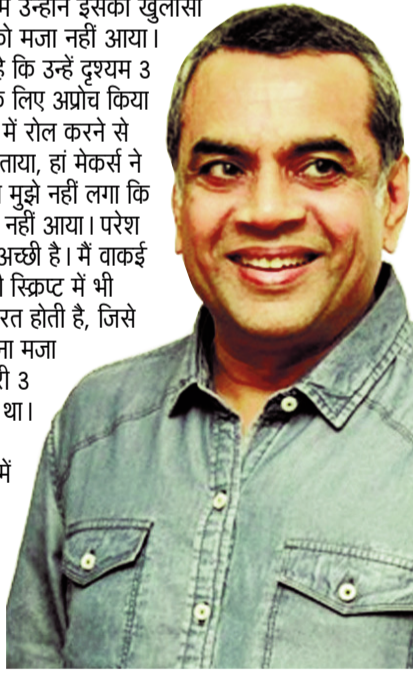 उन्होंने इसका खुलासा
को मजा नहीं आया।
है कि उन्हें दृश्यम 3
लिए अप्रोच किया
में रोल करने से
हां मेकर्स ने
मुझे नहीं लगा कि
नहीं आया। परेश
अच्छी है। मैं वाकई
स्क्रिप्ट में भी
होती है, जिसे
मजा
3
था।
में